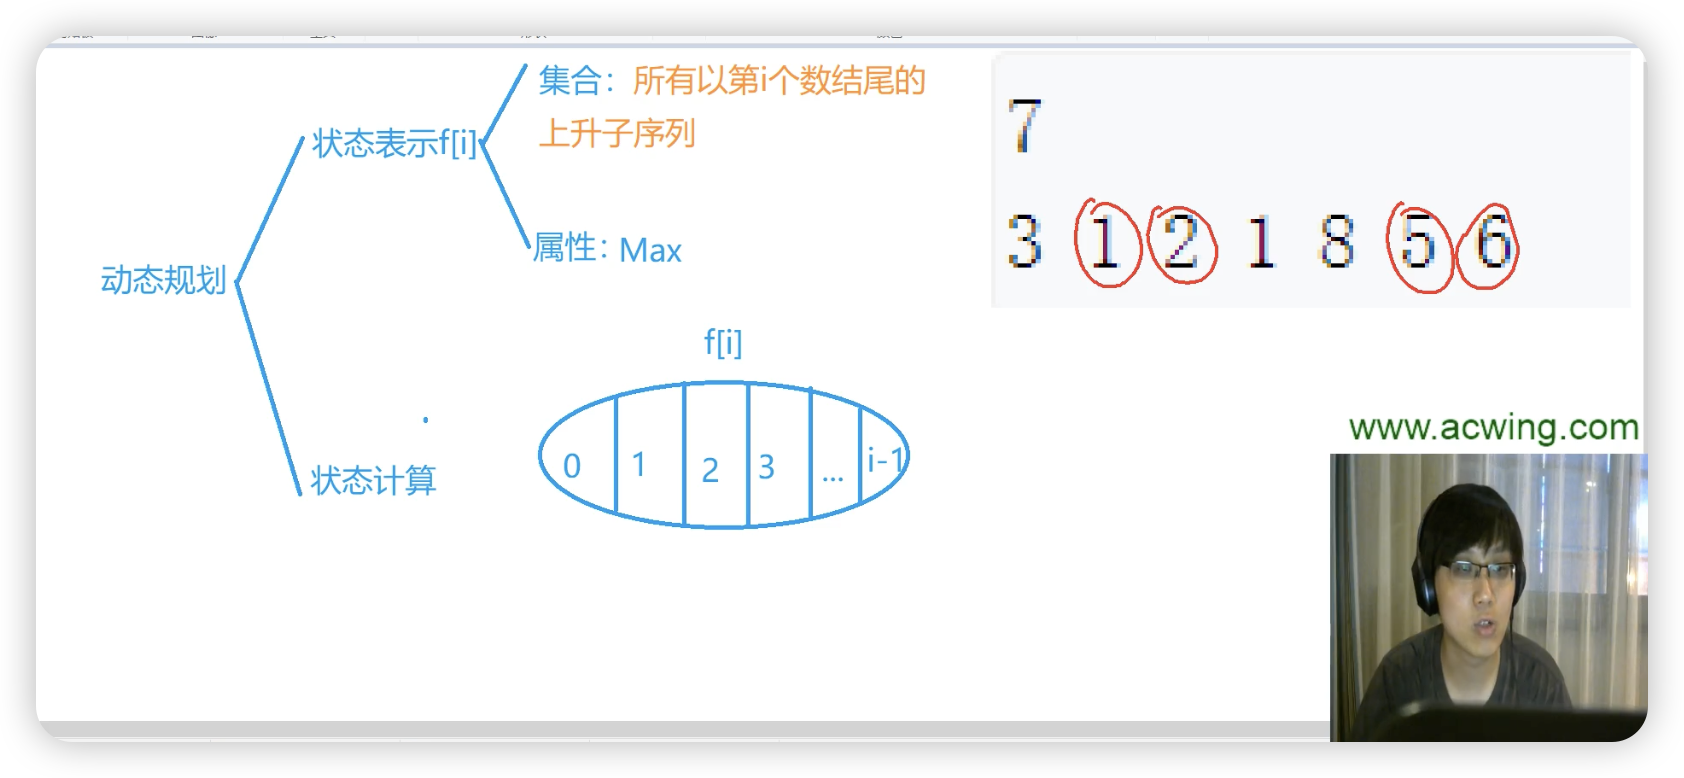 集合：所有以第i个数结尾的
上升子序列
状态表示f[i]
属性：Max
动态规划
状态计算
f[i]
0 1 2 3 ... i-1
7
3 1 2 1 8 5 6
www.acwing.com